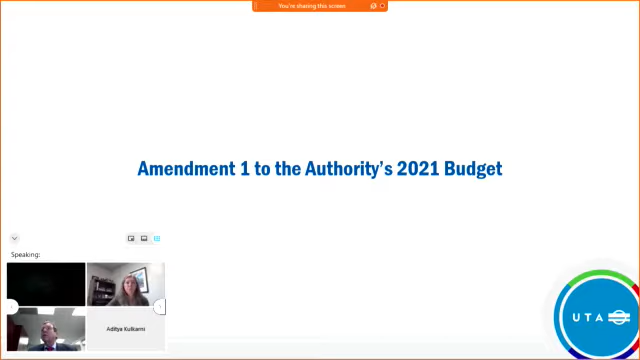 You're sharing this screen
Amendment 1 to the Authority's 2021 Budget
Speaking:
Aditya Kulkarni
UTA